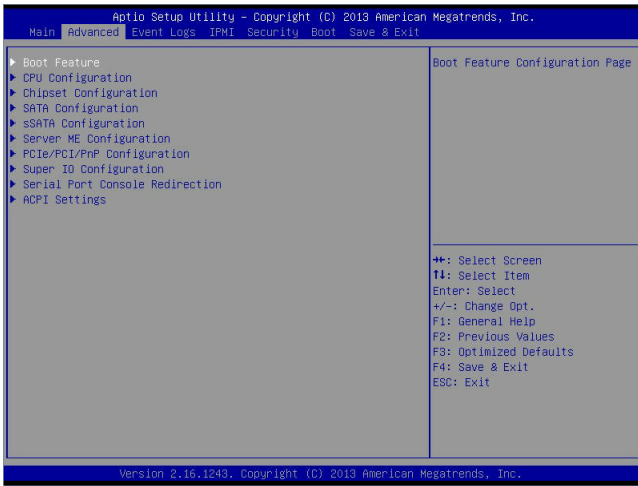 Aptio Setup Utility – Copyright (C) 2013 American Megatrends, Inc.
Main Advanced Event Logs IPMI Security Boot Save & Exit
▶ Boot Feature
▶ CPU Configuration
▶ Chipset Configuration
▶ SATA Configuration
▶ sSATA Configuration
▶ Server ME Configuration
▶ PCIe/PCI/PnP Configuration
▶ Super IO Configuration
▶ Serial Port Console Redirection
▶ ACPI Settings
Boot Feature Configuration Page
→←: Select Screen
↑↓: Select Item
Enter: Select
+/-: Change Opt.
F1: General Help
F2: Previous Values
F3: Optimized Defaults
F4: Save & Exit
ESC: Exit
Version 2.16.1243. Copyright (C) 2013 American Megatrends, Inc.